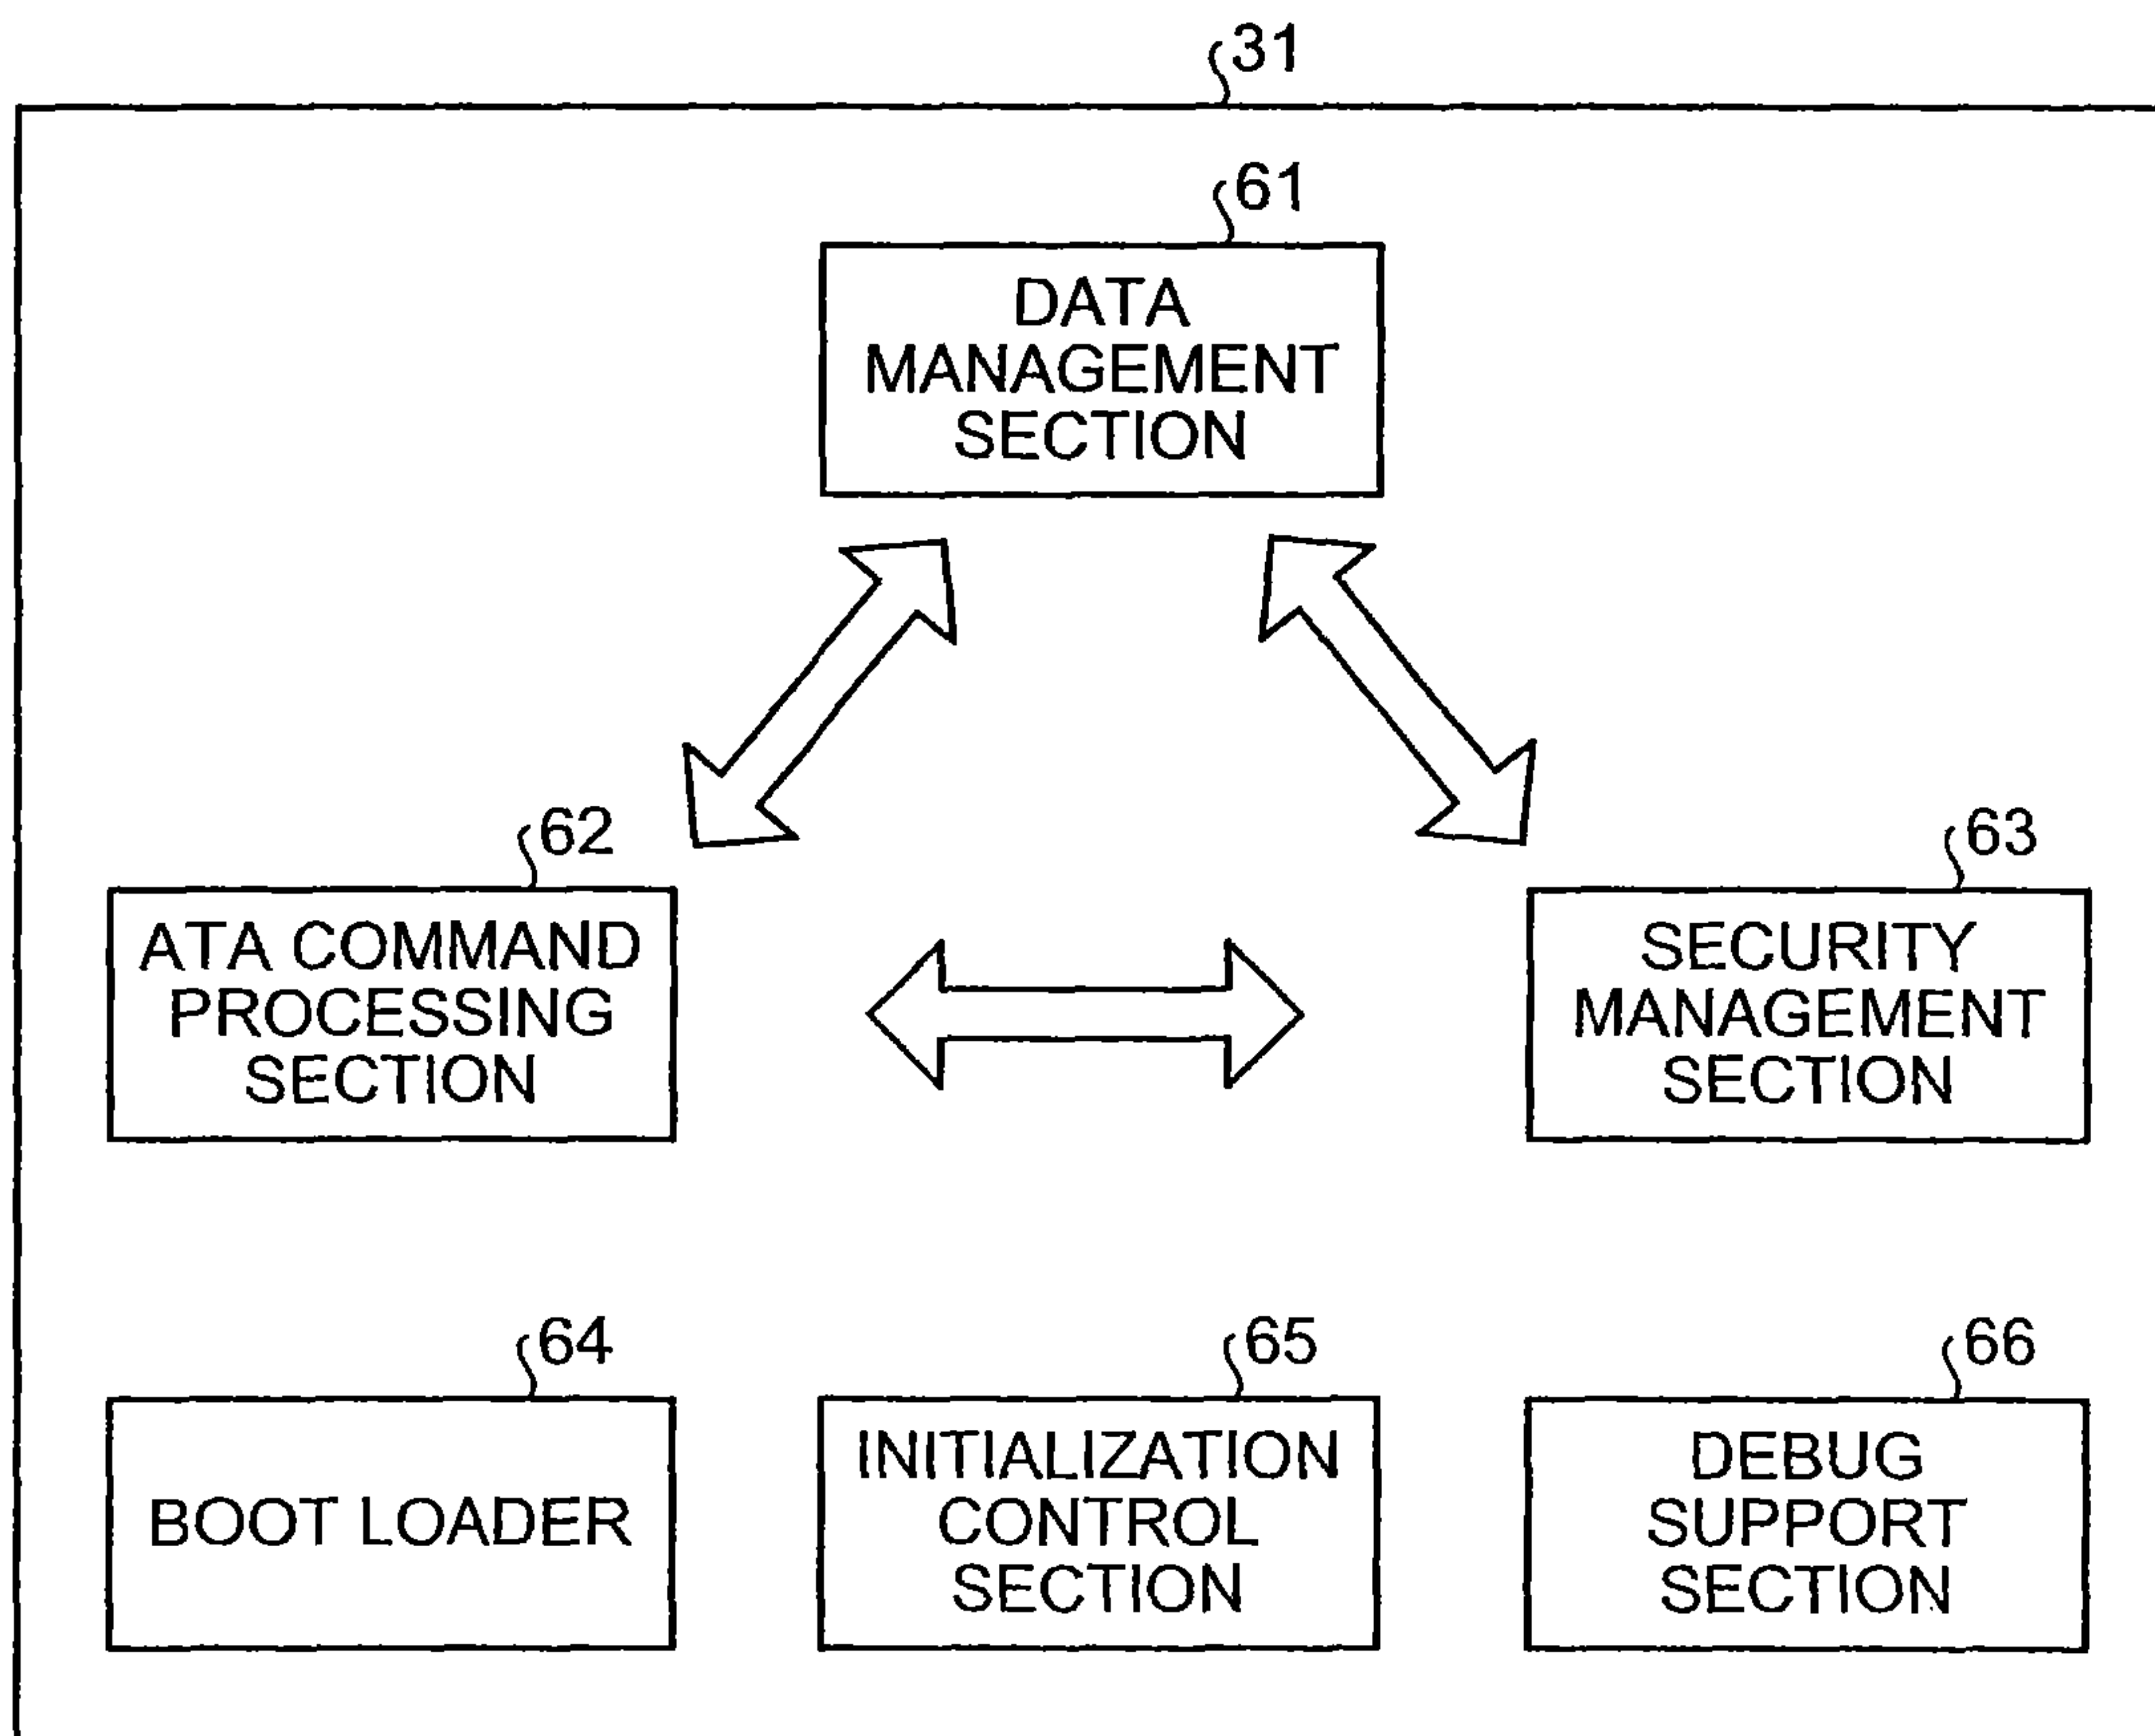 31
61
DATA
MANAGEMENT
SECTION
62
63
ATA COMMAND
PROCESSING
SECTION
SECURITY
MANAGEMENT
SECTION
64
65
66
BOOT LOADER
INITIALIZATION
CONTROL
SECTION
DEBUG
SUPPORT
SECTION